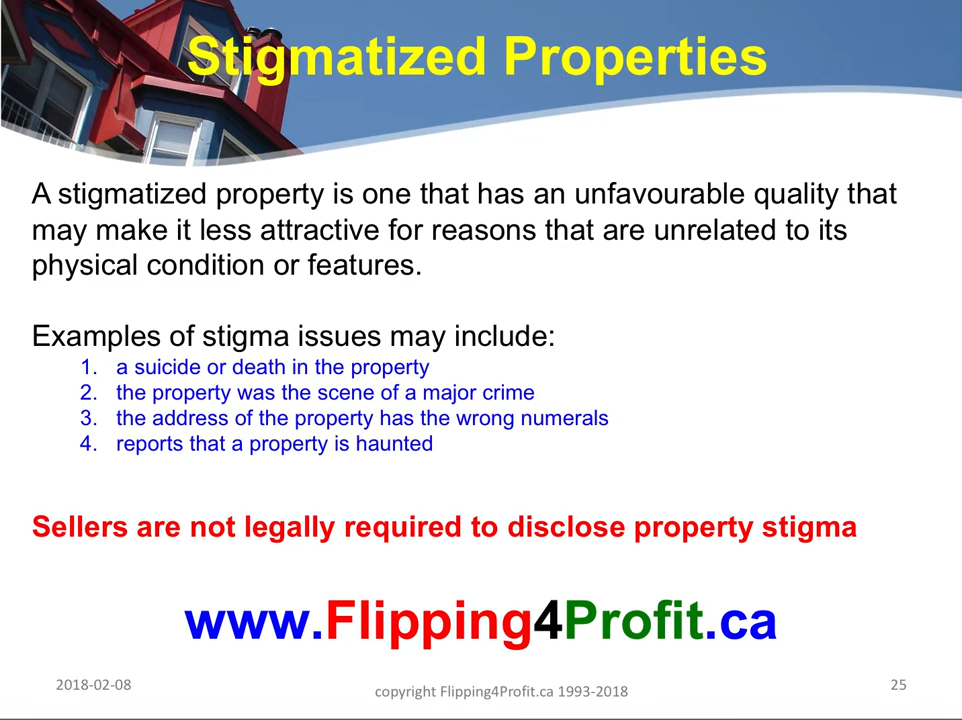 Stigmatized Properties
A stigmatized property is one that has an unfavourable quality that
may make it less attractive for reasons that are unrelated to its
physical condition or features.
Examples of stigma issues may include:
1. a suicide or death in the property
2. the property was the scene of a major crime
3. the address of the property has the wrong numerals
4. reports that a property is haunted
Sellers are not legally required to disclose property stigma
www.Flipping4Profit.ca
2018-02-08
copyright Flipping4Profit.ca 1993-2018
25